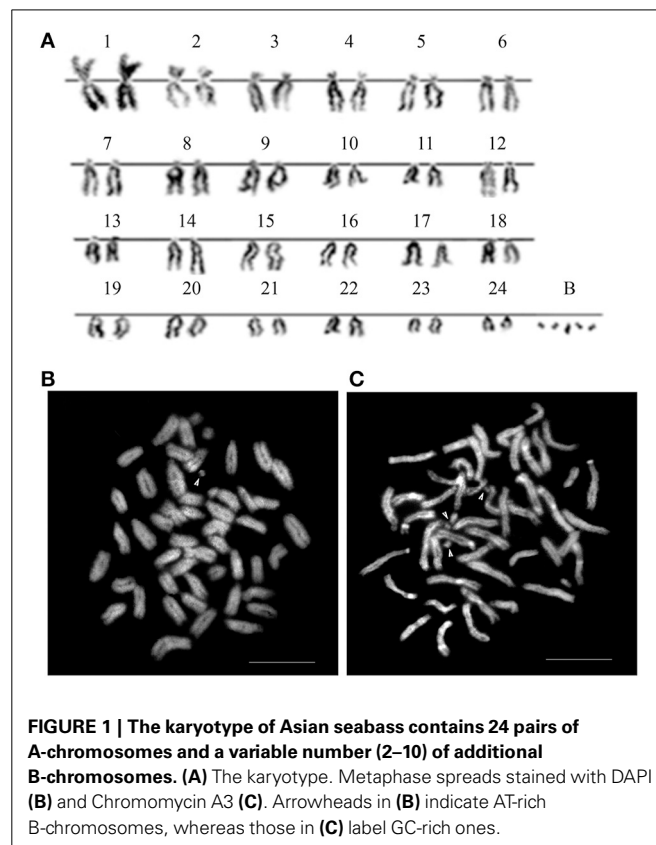 A
1 2 3 4 5 6
7 8 9 10 11 12
13 14 15 16 17 18
19 20 21 22 23 24 B
B C
FIGURE 1 | The karyotype of Asian seabass contains 24 pairs of
A-chromosomes and a variable number (2–10) of additional
B-chromosomes. (A) The karyotype. Metaphase spreads stained with DAPI
(B) and Chromomycin A3 (C). Arrowheads in (B) indicate AT-rich
B-chromosomes, whereas those in (C) label GC-rich ones.